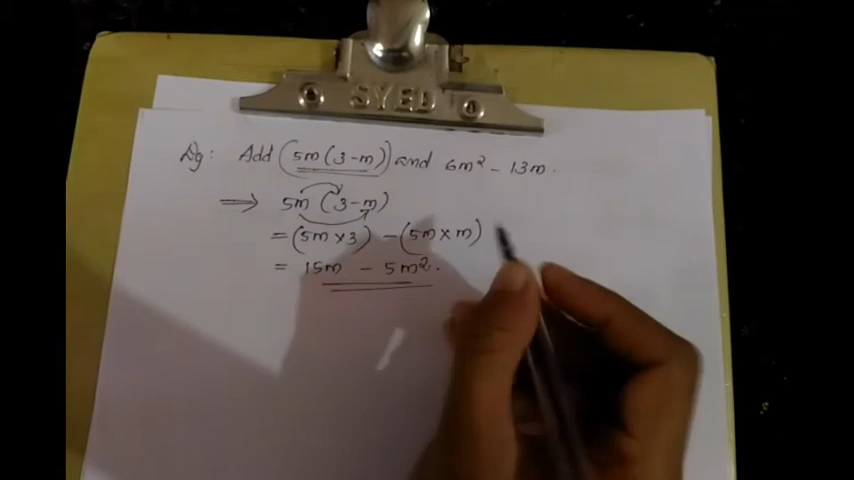 SYED
Eg: Add (5m(3-m)) and 6m² - 13m.
⇒ 5m (3-m)
= (5m×3) - (5m×m)
= 15m - 5m².